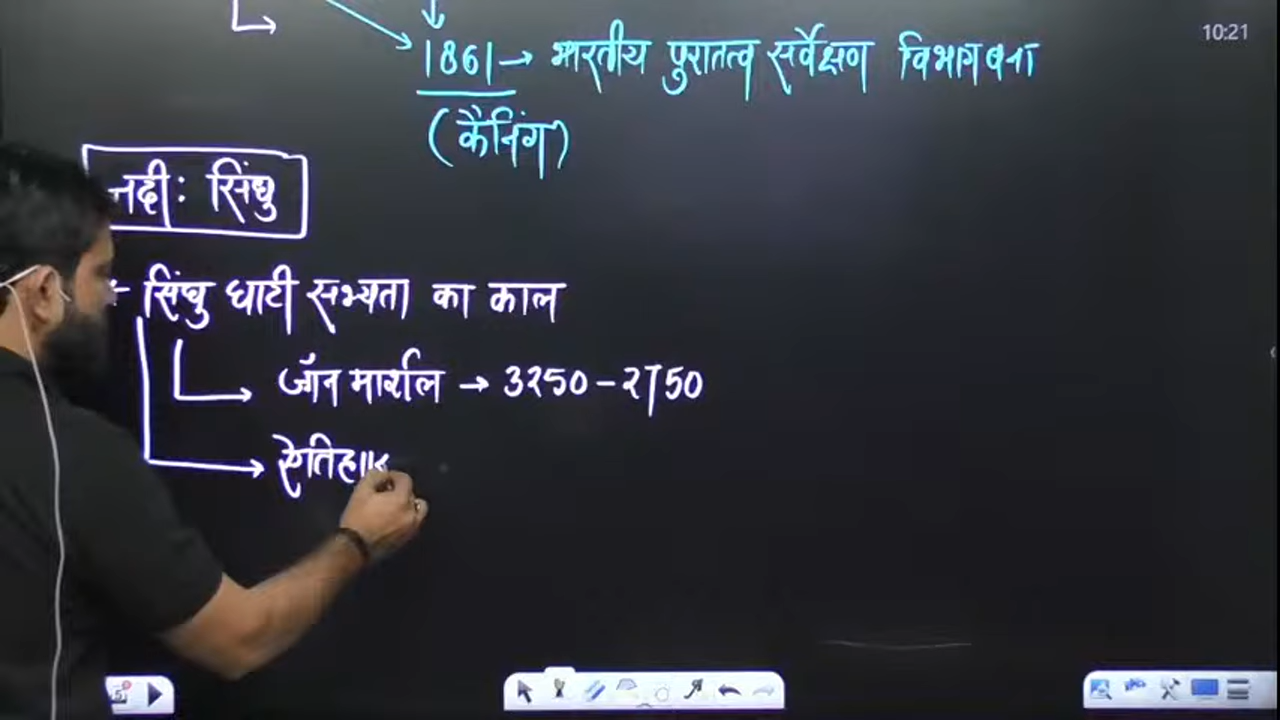 10:21
1861 → भारतीय पुरातत्व सर्वेक्षण विभाग बना
(कैनिंग)
नदी: सिंधु
सिंघु घाटी सभ्यता का काल
जॉन मार्शल → 3250 - 2750